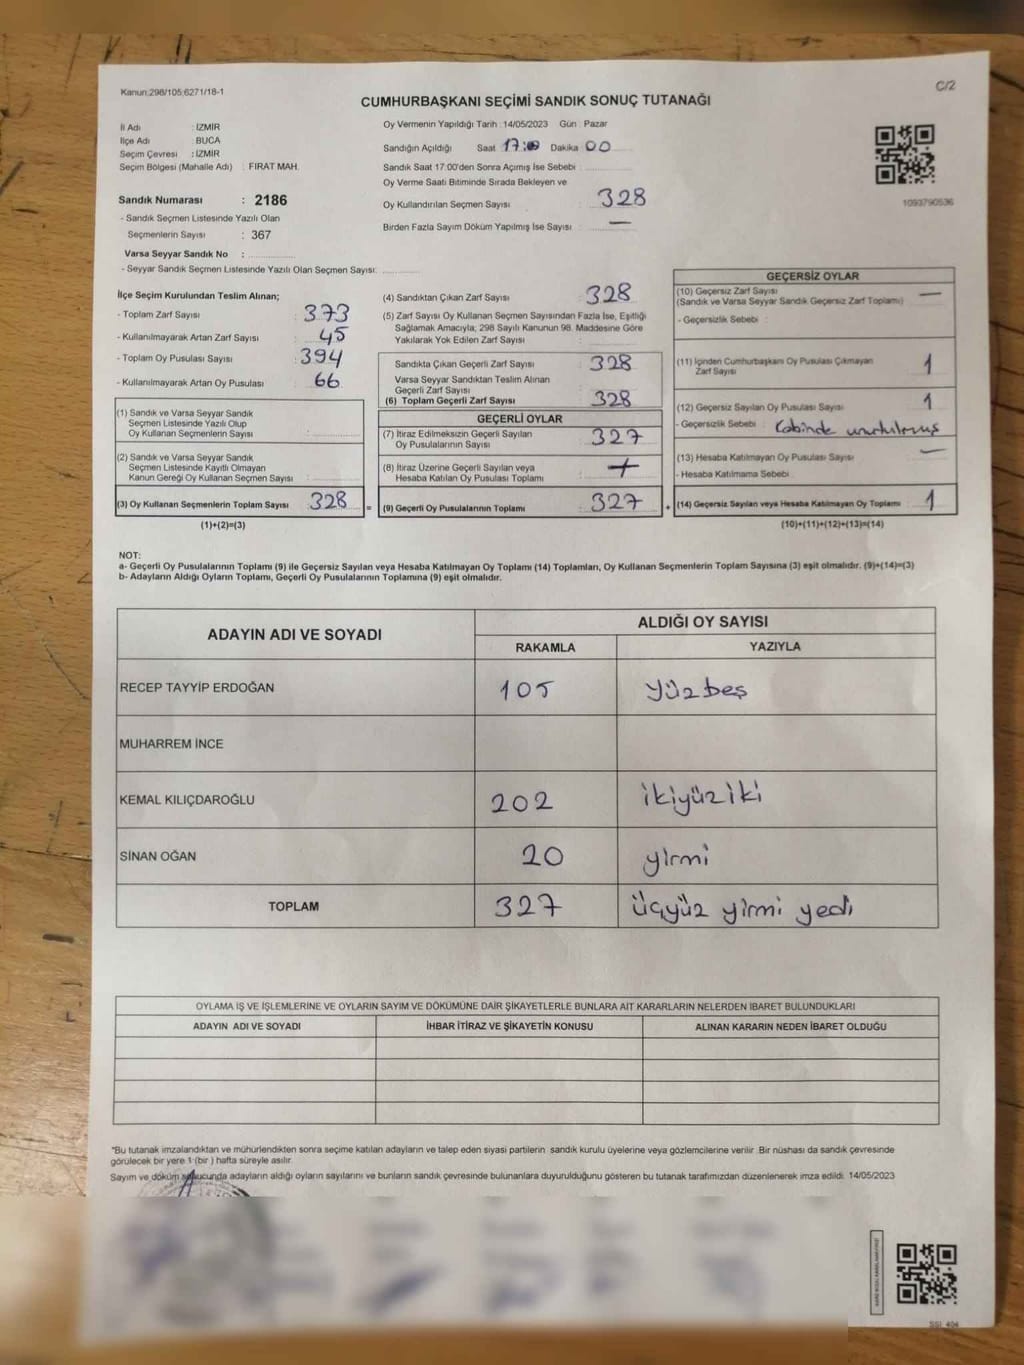 Kanun:298/105,6271/18-1
C/2
CUMHURBAŞKANI SEÇİMİ SANDIK SONUÇ TUTANAĞI
İl Adı : İZMİR
İlçe Adı : BUCA
Seçim Çevresi : İZMİR
Seçim Bölgesi (Mahalle Adı) : FIRAT MAH.
Sandık Numarası : 2186
- Sandık Seçmen Listesinde Yazılı Olan
Seçmenlerin Sayısı : 367
Varsa Seyyar Sandık No :
- Seyyar Sandık Seçmen Listesinde Yazılı Olan Seçmen Sayısı:
Oy Vermenin Yapıldığı Tarih : 14/05/2023 Gün : Pazar
Sandığın Açıldığı Saat 17:00 Dakika 00
Sandık Saat 17:00'den Sonra Açımış İse Sebebi :
Oy Verme Saati Bitiminde Sırada Bekleyen ve
Oy Kullandırılan Seçmen Sayısı : 328
Birden Fazla Sayım Döküm Yapılmış İse Sayısı : —
1093790536
İlçe Seçim Kurulundan Teslim Alınan;
- Toplam Zarf Sayısı : 373
- Kullanılmayarak Artan Zarf Sayısı : 45
- Toplam Oy Pusulası Sayısı : 394
- Kullanılmayarak Artan Oy Pusulası : 66
(1) Sandık ve Varsa Seyyar Sandık
Seçmen Listesinde Yazılı Olup
Oy Kullanan Seçmenlerin Sayısı :
(2) Sandık ve Varsa Seyyar Sandık
Seçmen Listesinde Kayıtlı Olmayan
Kanun Gereği Oy Kullanan Seçmen Sayısı :
(3) Oy Kullanan Seçmenlerin Toplam Sayısı : 328 =
(1)+(2)=(3)
(4) Sandıktan Çıkan Zarf Sayısı : 328
(5) Zarf Sayısı Oy Kullanan Seçmen Sayısından Fazla İse, Eşitliği
Sağlamak Amacıyla; 298 Sayılı Kanunun 98. Maddesine Göre
Yakılarak Yok Edilen Zarf Sayısı :
Sandıkta Çıkan Geçerli Zarf Sayısı : 328
Varsa Seyyar Sandıktan Teslim Alınan
Geçerli Zarf Sayısı :
(6) Toplam Geçerli Zarf Sayısı : 328
GEÇERLİ OYLAR
(7) İtiraz Edilmeksizin Geçerli Sayılan
Oy Pusulalarının Sayısı : 327
(8) İtiraz Üzerine Geçerli Sayılan veya
Hesaba Katılan Oy Pusulası Toplamı :
(9) Geçerli Oy Pusulalarının Toplamı : 327 +
GEÇERSİZ OYLAR
(10) Geçersiz Zarf Sayısı : —
(Sandık ve Varsa Seyyar Sandık Geçersiz Zarf Toplamı)
- Geçersizlik Sebebi :
(11) İçinden Cumhurbaşkanı Oy Pusulası Çıkmayan
Zarf Sayısı : 1
(12) Geçersiz Sayılan Oy Pusulası Sayısı : 1
- Geçersizlik Sebebi : Kabinde unutulmuş
(13) Hesaba Katılmayan Oy Pusulası Sayısı : —
- Hesaba Katılmama Sebebi :
(14) Geçersiz Sayılan veya Hesaba Katılmayan Oy Toplamı : 1
(10)+(11)+(12)+(13)=(14)
NOT:
a- Geçerli Oy Pusulalarının Toplamı (9) ile Geçersiz Sayılan veya Hesaba Katılmayan Oy Toplamı (14) Toplamları, Oy Kullanan Seçmenlerin Toplam Sayısına (3) eşit olmalıdır. (9)+(14)=(3)
b- Adayların Aldığı Oyların Toplamı, Geçerli Oy Pusulalarının Toplamına (9) eşit olmalıdır.
ADAYIN ADI VE SOYADI
ALDIĞI OY SAYISI
RAKAMLA YAZIYLA
RECEP TAYYİP ERDOĞAN 105 yüzbeş
MUHARREM İNCE
KEMAL KILIÇDAROĞLU 202 ikiyüziki
SİNAN OĞAN 20 yirmi
TOPLAM 327 üçyüz yirmi yedi
OYLAMA İŞ VE İŞLEMLERİNE VE OYLARIN SAYIM VE DÖKÜMÜNE DAİR ŞİKAYETLERLE BUNLARA AİT KARARLARIN NELERDEN İBARET BULUNDUKLARI
ADAYIN ADI VE SOYADI İHBAR İTİRAZ VE ŞİKAYETİN KONUSU ALINAN KARARIN NEDEN İBARET OLDUĞU
*Bu tutanak imzalandıktan ve mühürlendikten sonra seçime katılan adayların ve talep eden siyasi partilerin sandık kurulu üyelerine veya gözlemcilerine verilir. Bir nüshası da sandık çevresinde
görülecek bir yere 1 (bir ) hafta süreyle asılır.
Sayım ve döküm sonucunda adayların aldığı oyların sayılarını ve bunların sandık çevresinde bulunanlara duyurulduğunu gösteren bu tutanak tarafımızdan düzenlenerek imza edildi. 14/05/2023
SSI_404